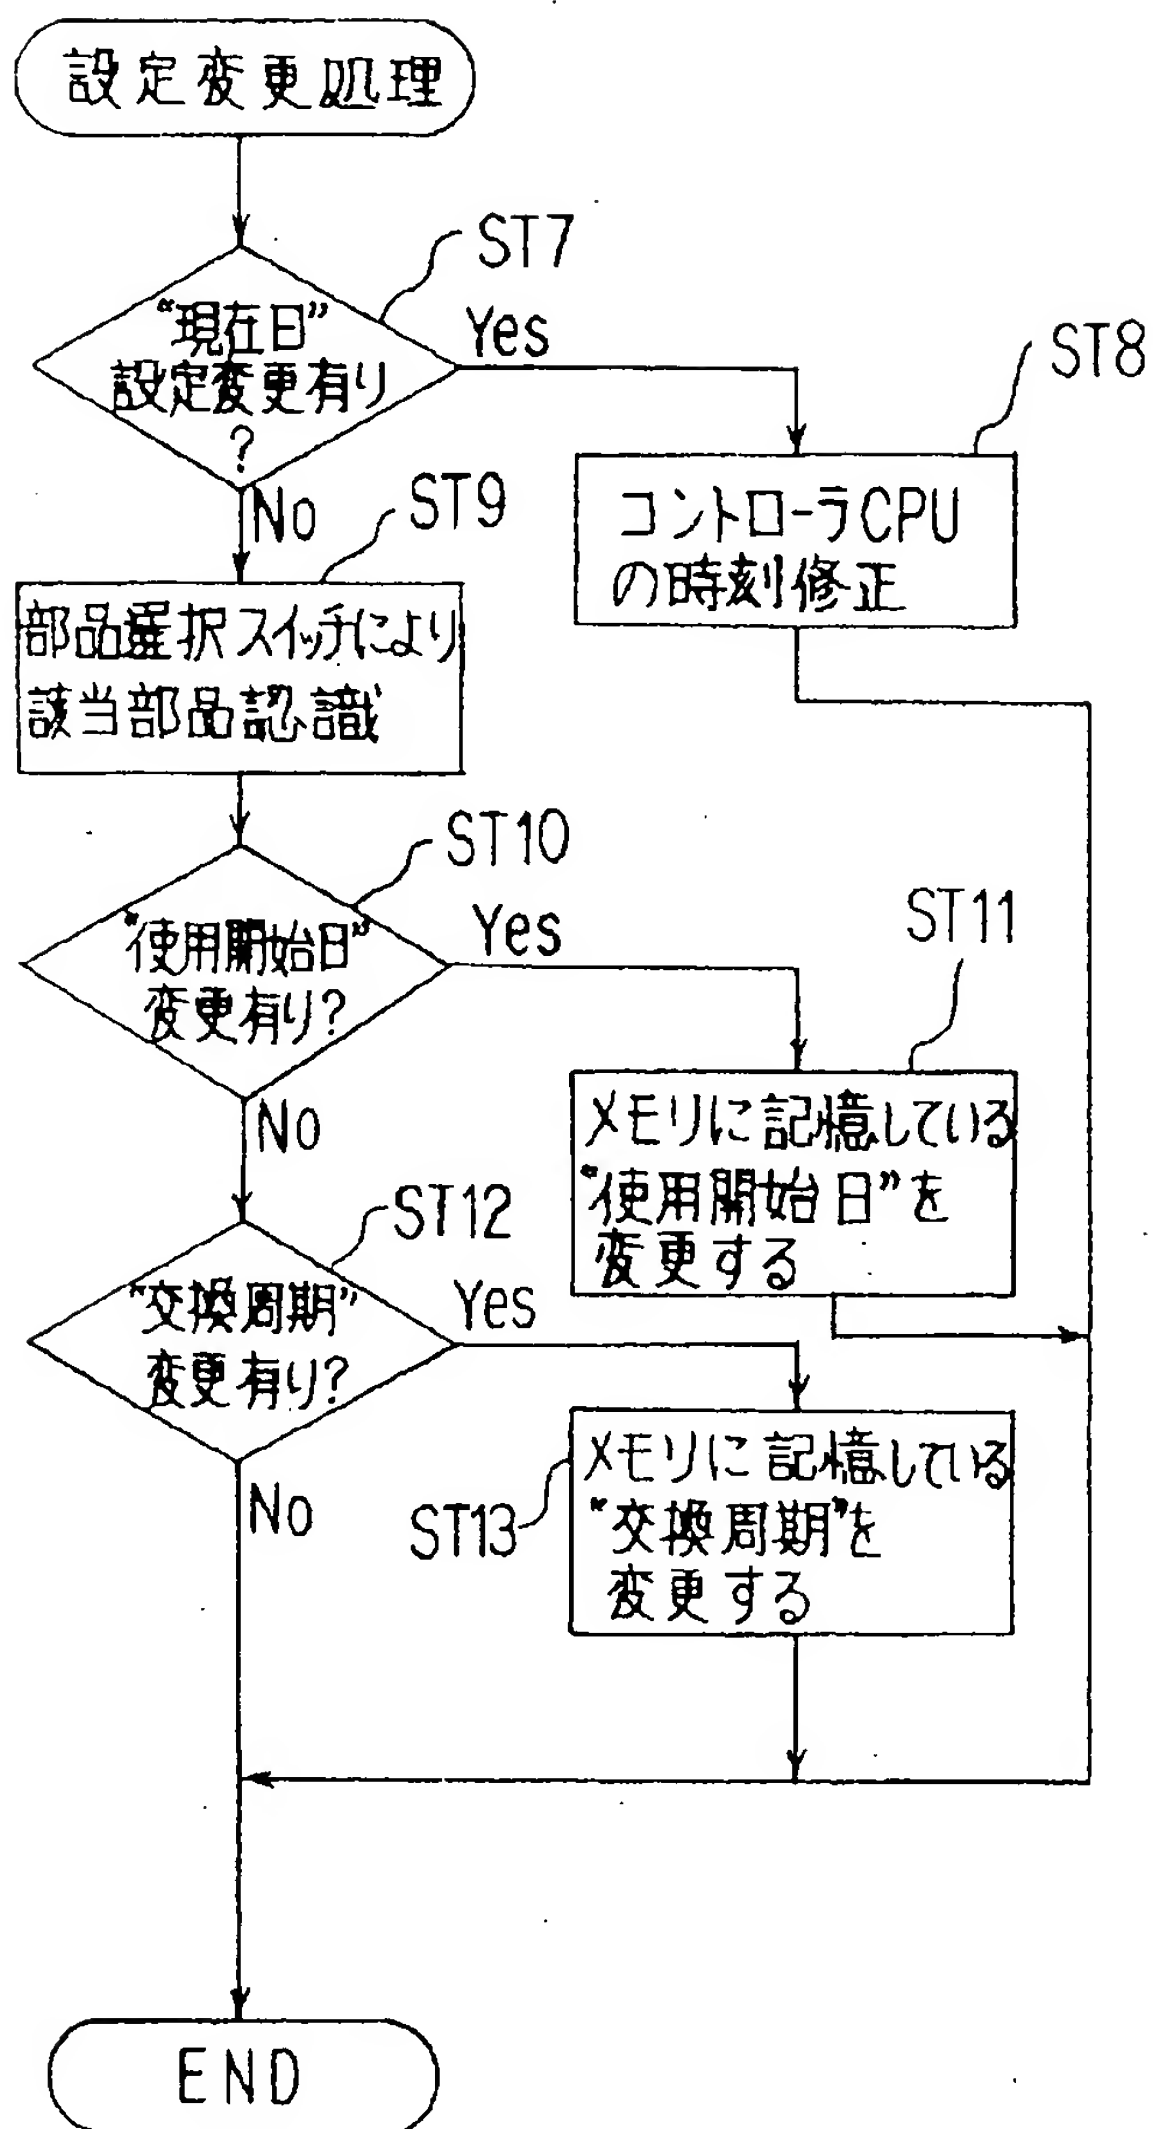 設定変更処理
ST7
“現在日”
設定変更有り
?
Yes
No
ST8
コントローラCPU
の時刻修正
ST9
部品選択スイッチにより
該当部品認識
ST10
“使用開始日”
変更有り?
Yes
No
ST11
メモリに記憶している
“使用開始日”を
変更する
ST12
“交換周期”
変更有り?
Yes
No
ST13
メモリに記憶している
“交換周期”を
変更する
END